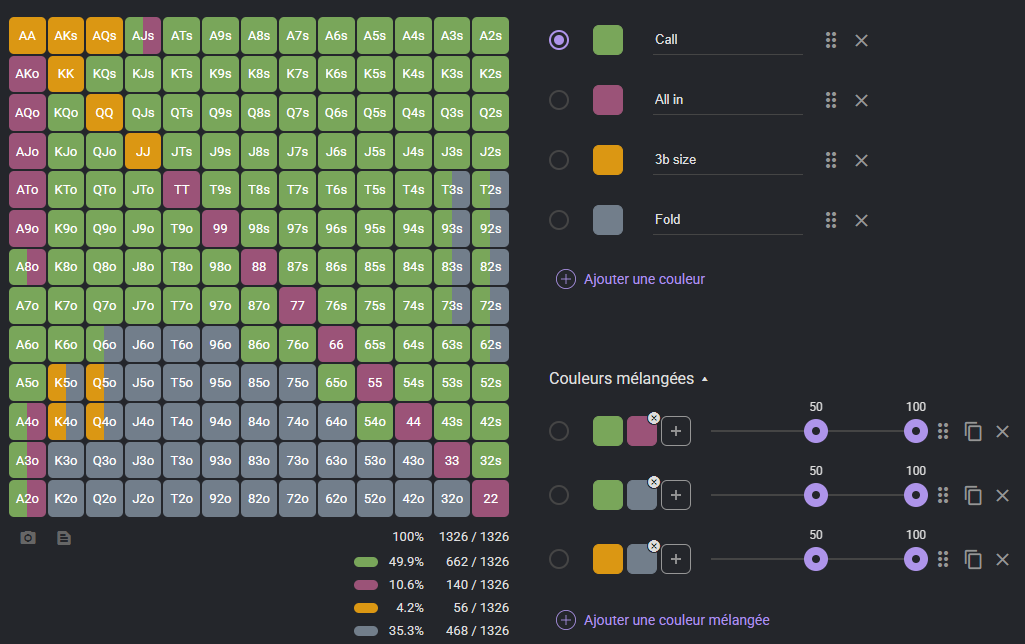 AA AKs AQs AJs ATs A9s A8s A7s A6s A5s A4s A3s A2s
AKo KK KQs KJs KTs K9s K8s K7s K6s K5s K4s K3s K2s
AQo KQo QQ QJs QTs Q9s Q8s Q7s Q6s Q5s Q4s Q3s Q2s
AJo KJo QJo JJ JTs J9s J8s J7s J6s J5s J4s J3s J2s
ATo KTo QTo JTo TT T9s T8s T7s T6s T5s T4s T3s T2s
A9o K9o Q9o J9o T9o 99 98s 97s 96s 95s 94s 93s 92s
A8o K8o Q8o J8o T8o 98o 88 87s 86s 85s 84s 83s 82s
A7o K7o Q7o J7o T7o 97o 87o 77 76s 75s 74s 73s 72s
A6o K6o Q6o J6o T6o 96o 86o 76o 66 65s 64s 63s 62s
A5o K5o Q5o J5o T5o 95o 85o 75o 65o 55 54s 53s 52s
A4o K4o Q4o J4o T4o 94o 84o 74o 64o 54o 44 43s 42s
A3o K3o Q3o J3o T3o 93o 83o 73o 63o 53o 43o 33 32s
A2o K2o Q2o J2o T2o 92o 82o 72o 62o 52o 42o 32o 22
100% 1326 / 1326
49.9% 662 / 1326
10.6% 140 / 1326
4.2% 56 / 1326
35.3% 468 / 1326
Call
All in
3b size
Fold
Ajouter une couleur
Couleurs mélangées
50 100
50 100
50 100
Ajouter une couleur mélangée